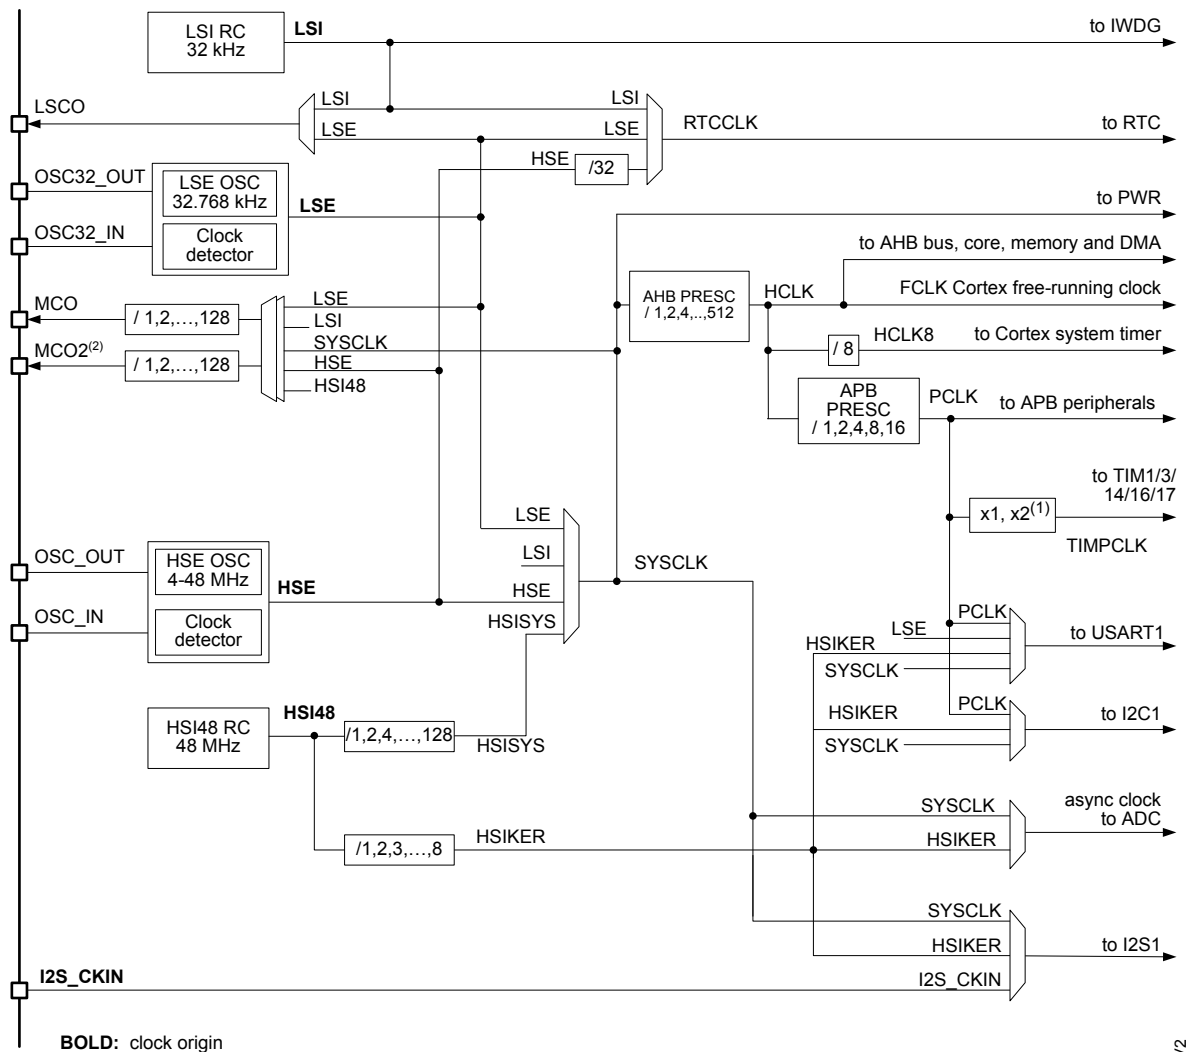 LSI RC
32 kHz
LSI
to IWDG
LSCO
LSI
LSE
LSI
LSE
HSE
/32
RTCCLK
to RTC
OSC32_OUT
OSC32_IN
LSE OSC
32.768 kHz
Clock
detector
LSE
to PWR
to AHB bus, core, memory and DMA
MCO
/ 1,2,…,128
MCO2(2)
/ 1,2,…,128
LSE
LSI
SYSCLK
HSE
HSI48
AHB PRESC
/ 1,2,4,..,512
HCLK
FCLK Cortex free-running clock
/ 8
HCLK8
to Cortex system timer
APB
PRESC
/ 1,2,4,8,16
PCLK
to APB peripherals
to TIM1/3/
14/16/17
x1, x2(1)
TIMPCLK
OSC_OUT
OSC_IN
HSE OSC
4-48 MHz
Clock
detector
HSE
LSE
LSI
HSE
HSISYS
SYSCLK
PCLK
LSE
HSIKER
SYSCLK
to USART1
HSI48 RC
48 MHz
HSI48
/1,2,4,…,128
HSISYS
PCLK
HSIKER
SYSCLK
to I2C1
/1,2,3,…,8
HSIKER
SYSCLK
HSIKER
async clock
to ADC
SYSCLK
HSIKER
I2S_CKIN
to I2S1
I2S_CKIN
BOLD: clock origin